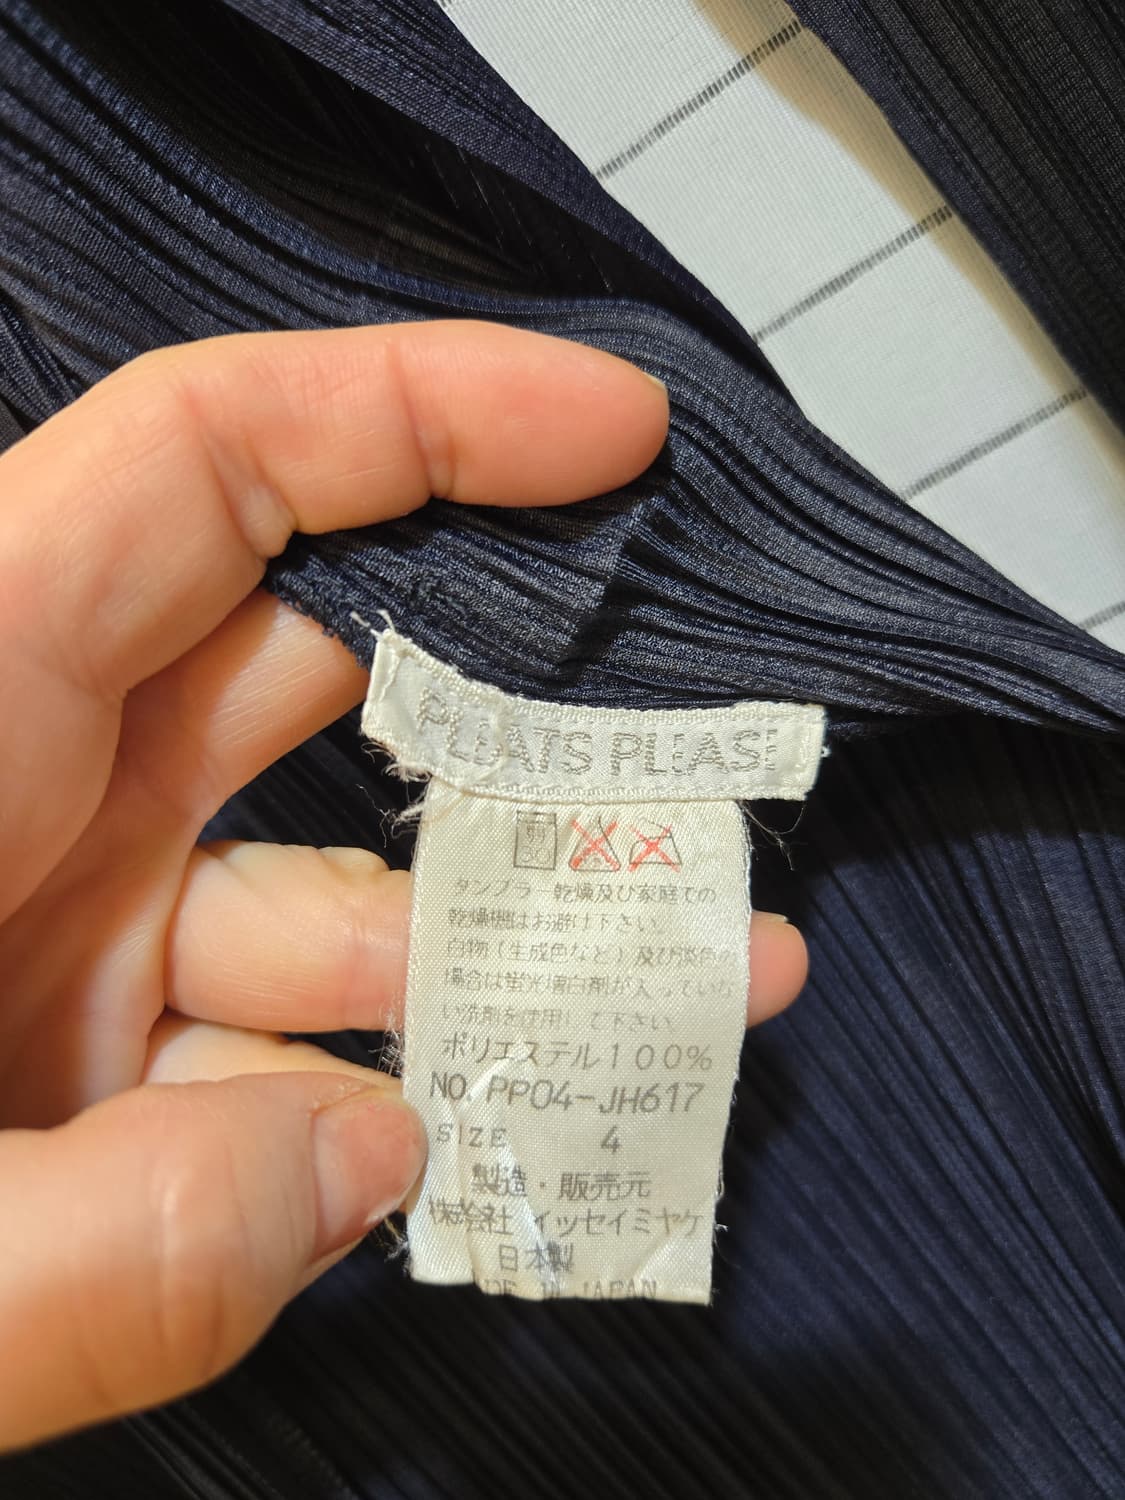 PLEATS PLEASE
タンブラー乾燥及び家庭での
乾燥機はお避け下さい。
白物(生成色など)及び淡色の
場合は蛍光増白剤が入っていな
い洗剤を使用して下さい。
ポリエステル100%
NO. PP04-JH617
SIZE 4
製造・販売元
株式会社 イッセイミヤケ
日本製
MADE IN JAPAN